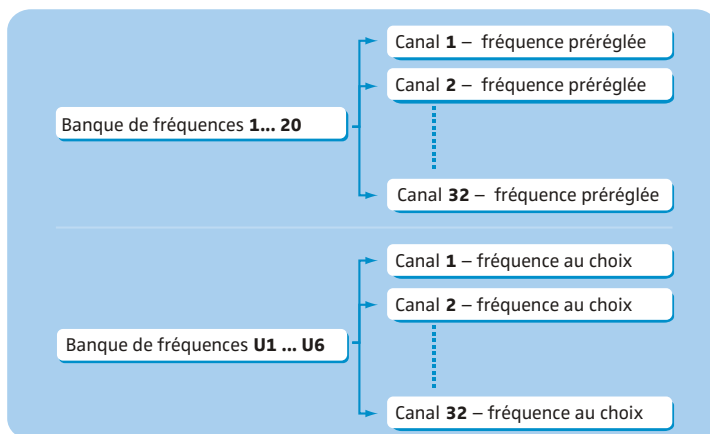 Canal 1 – fréquence préréglée
Canal 2 – fréquence préréglée
Banque de fréquences 1... 20
Canal 32 – fréquence préréglée
Canal 1 – fréquence au choix
Canal 2 – fréquence au choix
Banque de fréquences U1 ... U6
Canal 32 – fréquence au choix